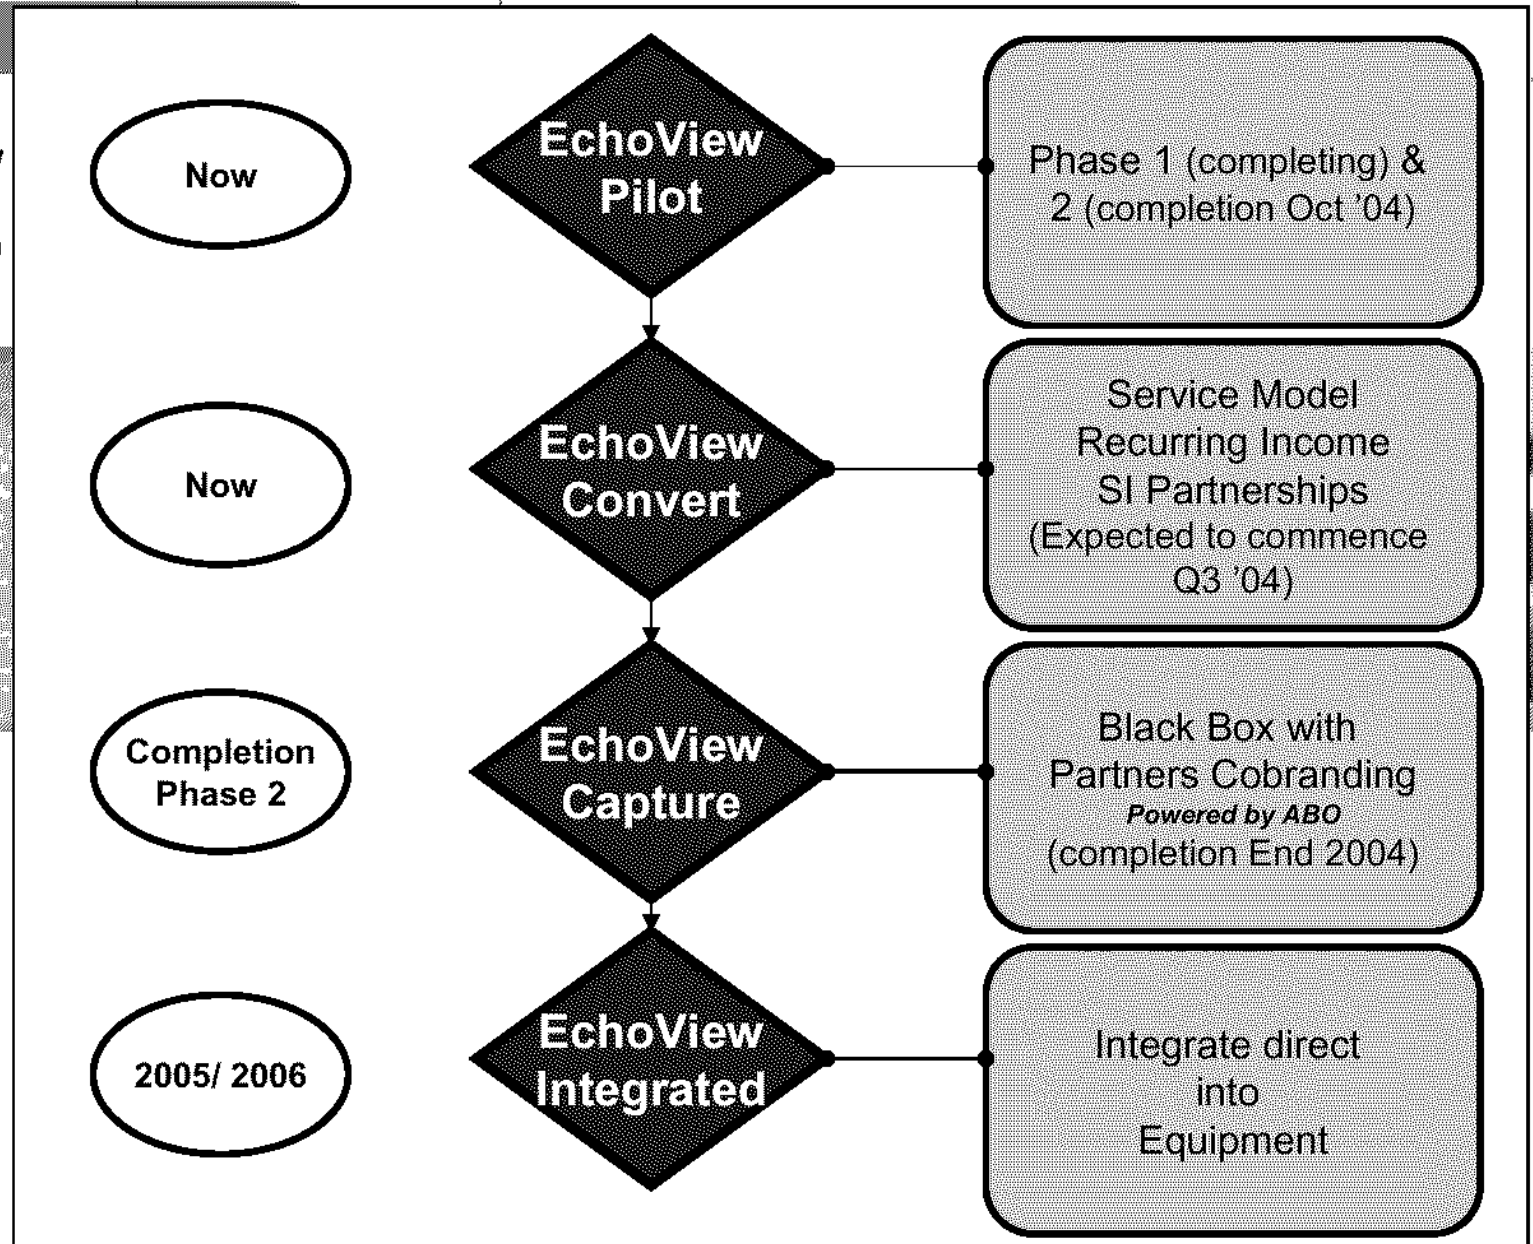 Now
EchoView
Pilot
Phase 1 (completing) &
2 (completion Oct ’04)
Now
EchoView
Convert
Service Model
Recurring Income
SI Partnerships
(Expected to commence
Q3 ’04)
Completion
Phase 2
EchoView
Capture
Black Box with
Partners Cobranding
Powered by ABO
(completion End 2004)
2005/ 2006
EchoView
Integrated
Integrate direct
into
Equipment